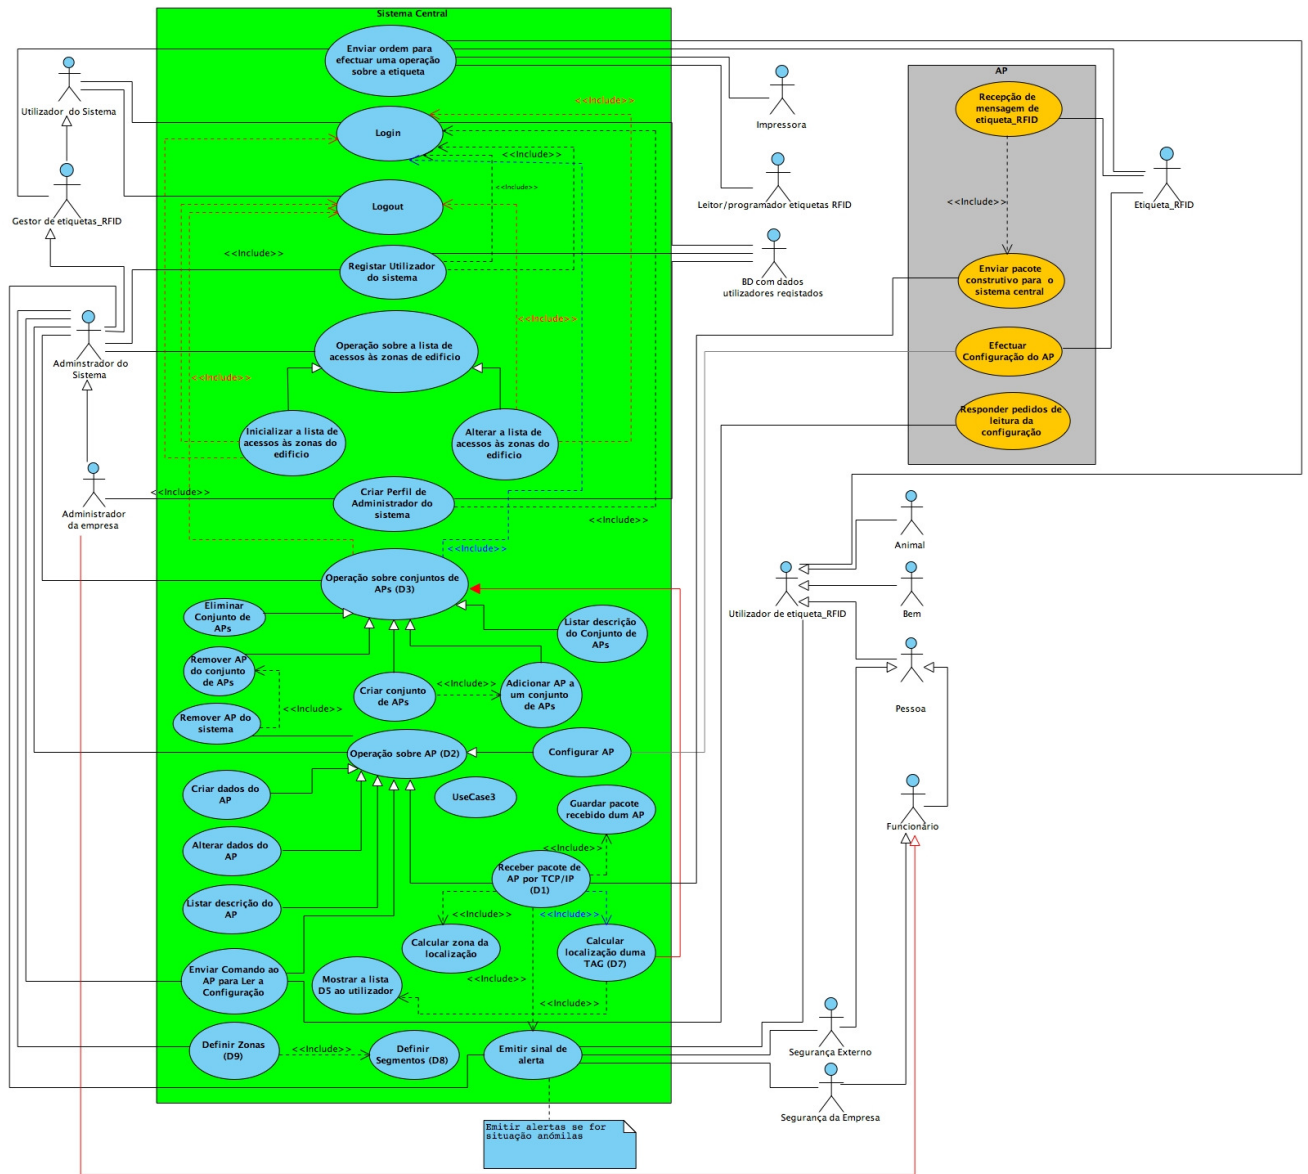 Sistema Central
Enviar ordem para
efectuar uma operação
sobre a etiqueta
Utilizador do Sistema
Impressora
AP
Recepção de
mensagem de
etiqueta_RFID
<<Include>>
Login
<<Include>>
<<Include>>
Logout
Gestor de etiquetas_RFID
Leitor/programador etiquetas RFID
<<Include>>
Etiqueta_RFID
<<Include>>
Registar Utilizador
do sistema
BD com dados
utilizadores registados
Enviar pacote
construtivo para o
sistema central
<<Include>>
Operação sobre a lista de
acessos às zonas de edificio
Adminstrador do
Sistema
Efectuar
Configuração do AP
<<Include>>
Inicializar a lista de
acessos às zonas do
edificio
Alterar a lista de
acessos às zonas do
edificio
Responder pedidos de
leitura da
configuração
<<Include>>
Criar Perfil de
Administrador do
sistema
<<Include>>
Administrador
da empresa
<<Include>>
Animal
Operação sobre conjuntos de
APs (D3)
Eliminar
Conjunto de
APs
Listar descrição
do Conjunto de
APs
Utilizador de etiqueta_RFID
Bem
Remover AP
do conjunto
de APs
Criar conjunto
de APs
<<Include>>
Adicionar AP a
um conjunto
de APs
Pessoa
Remover AP do
sistema
<<Include>>
Operação sobre AP (D2)
Configurar AP
Criar dados do
AP
UseCase3
Guardar pacote
recebido dum AP
Funcionário
Alterar dados do
AP
<<Include>>
Receber pacote de
AP por TCP/IP
(D1)
Listar descrição do
AP
<<Include>>
<<Include>>
Calcular zona da
localização
Calcular
localização duma
TAG (D7)
Enviar Comando ao
AP para Ler a
Configuração
Mostrar a lista
D5 ao utilizador
<<Include>>
<<Include>>
Definir Zonas
(D9)
<<Include>>
Definir
Segmentos (D8)
Emitir sinal de
alerta
Segurança Externo
Segurança da Empresa
Emitir alertas se for
situação anómilas